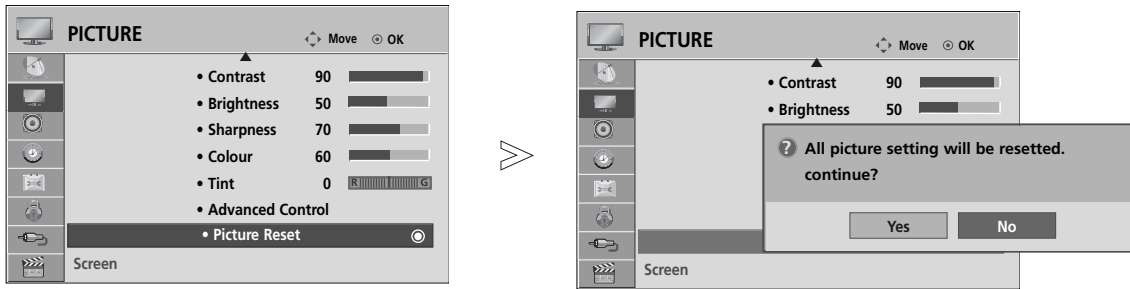 PICTURE
Move OK
• Contrast 90
• Brightness 50
• Sharpness 70
• Colour 60
• Tint 0 R G
• Advanced Control
• Picture Reset
Screen
PICTURE
Move OK
• Contrast 90
• Brightness 50
? All picture setting will be resetted.
continue?
Yes No
Screen